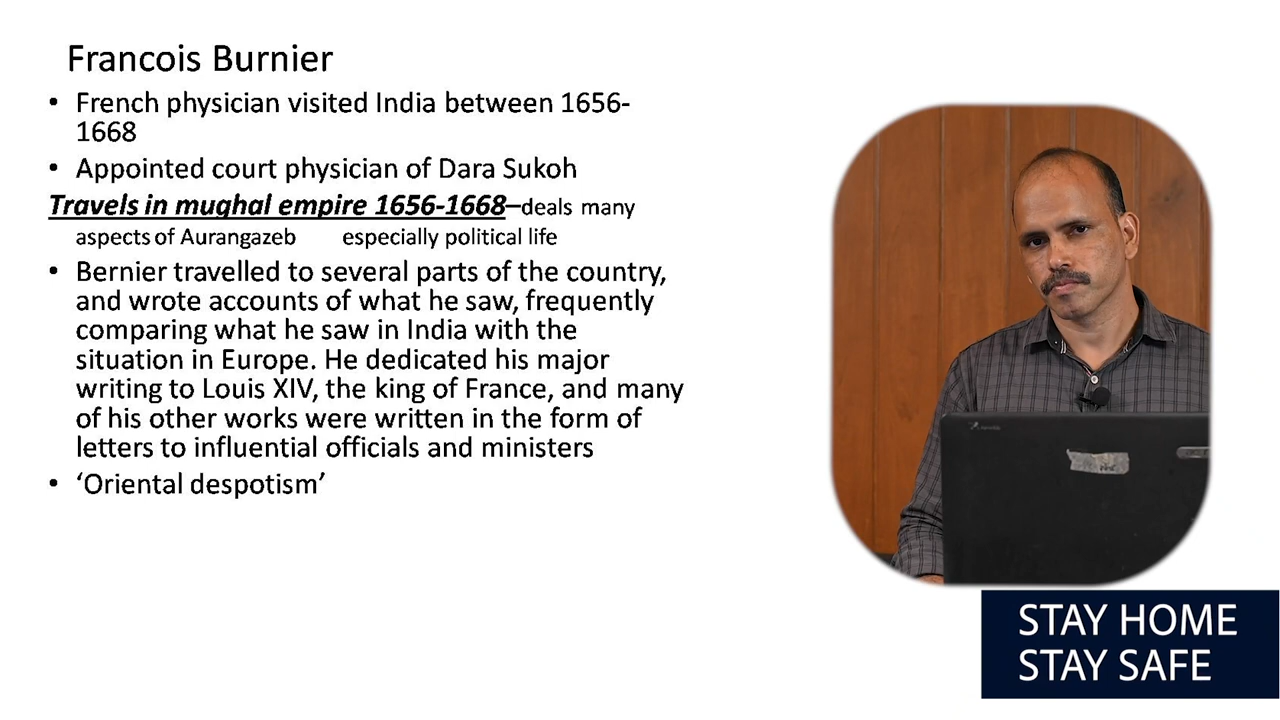 Francois Burnier
• French physician visited India between 1656-
1668
• Appointed court physician of Dara Sukoh
Travels in mughal empire 1656-1668–deals many
aspects of Aurangazeb especially political life
• Bernier travelled to several parts of the country,
and wrote accounts of what he saw, frequently
comparing what he saw in India with the
situation in Europe. He dedicated his major
writing to Louis XIV, the king of France, and many
of his other works were written in the form of
letters to influential officials and ministers
• ‘Oriental despotism’
STAY HOME
STAY SAFE